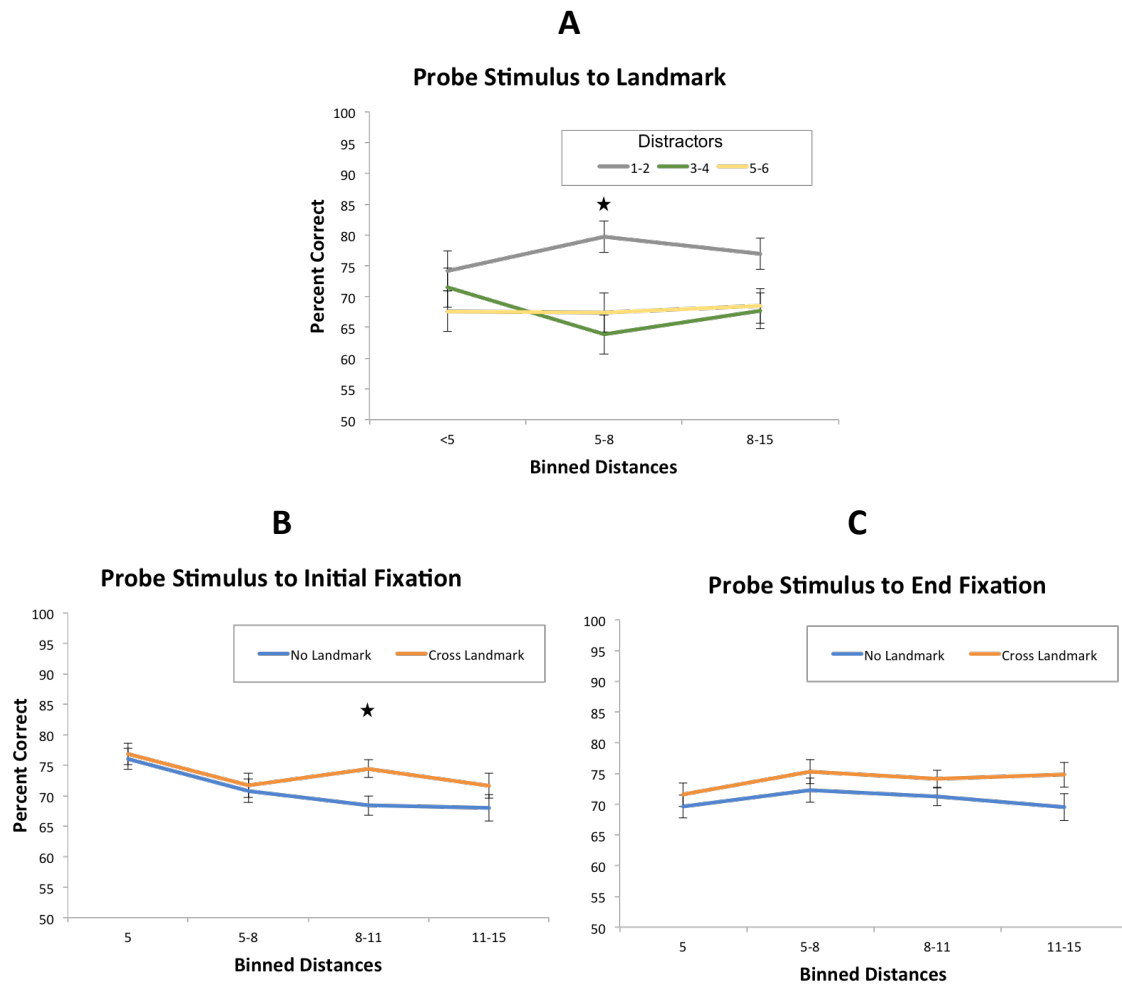 A
Probe Stimulus to Landmark
100
95
90
85
80
75
70
65
60
55
50
Percent Correct
Distractors
1-2 3-4 5-6
★
<5 5-8 8-15
Binned Distances
B
Probe Stimulus to Initial Fixation
100
95
90
85
80
75
70
65
60
55
50
Percent Correct
No Landmark Cross Landmark
★
5 5-8 8-11 11-15
Binned Distances
C
Probe Stimulus to End Fixation
100
95
90
85
80
75
70
65
60
55
50
No Landmark Cross Landmark
5 5-8 8-11 11-15
Binned Distances